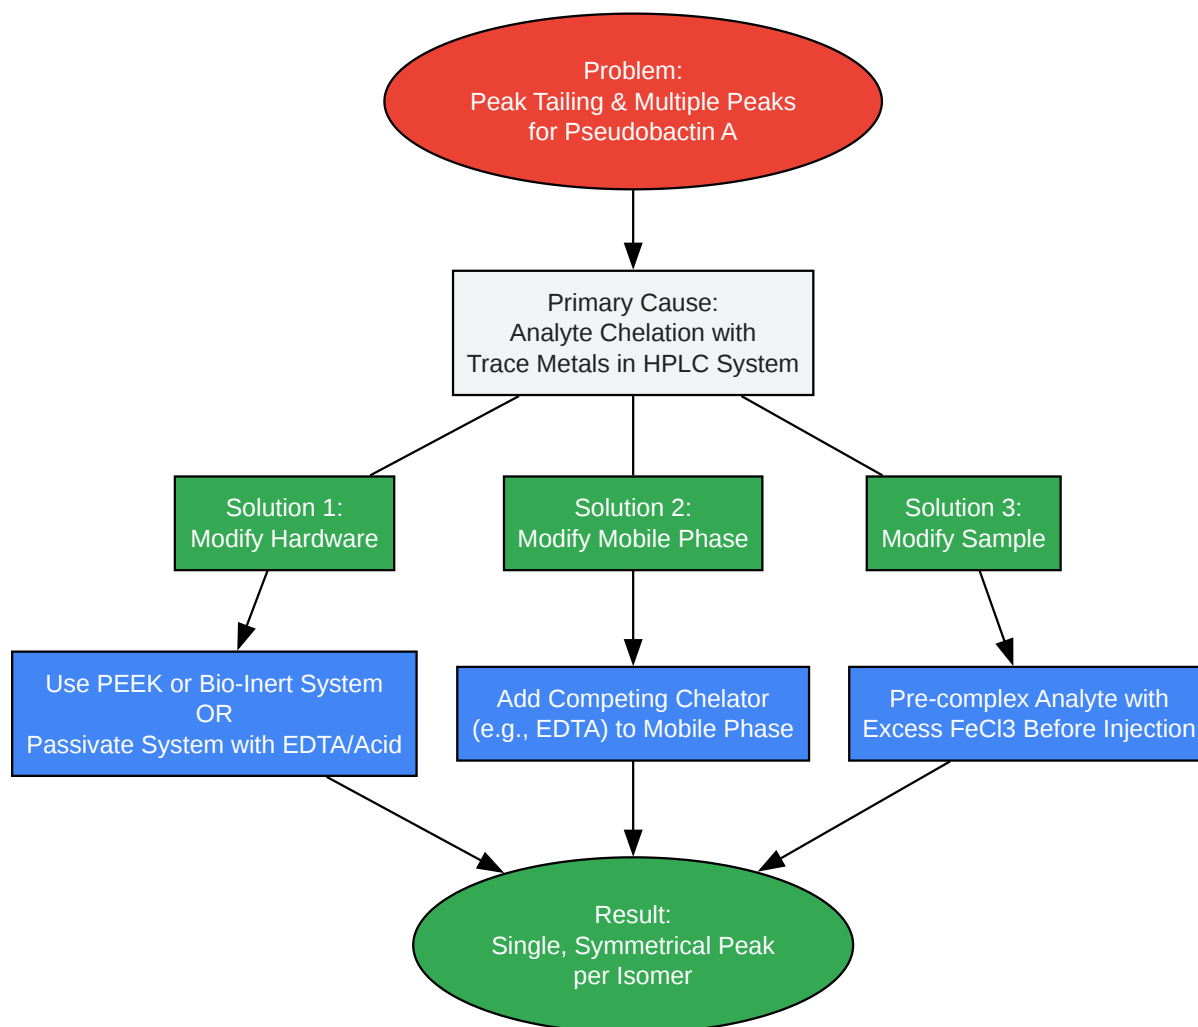 Problem:
Peak Tailing & Multiple Peaks
for Pseudobactin A
Primary Cause:
Analyte Chelation with
Trace Metals in HPLC System
Solution 1:
Modify Hardware
Solution 2:
Modify Mobile Phase
Solution 3:
Modify Sample
Use PEEK or Bio-Inert System
OR
Passivate System with EDTA/Acid
Add Competing Chelator
(e.g., EDTA) to Mobile Phase
Pre-complex Analyte with
Excess FeCl3 Before Injection
Result:
Single, Symmetrical Peak
per Isomer